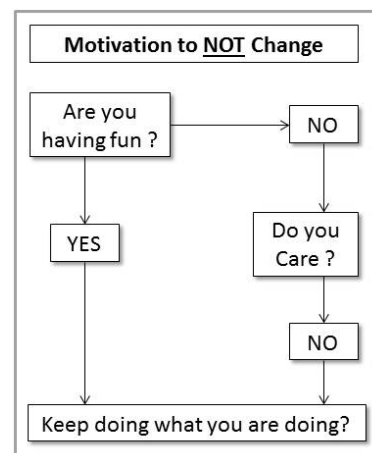 Motivation to NOT Change
Are you
having fun ?
NO
YES
Do you
Care ?
NO
Keep doing what you are doing?